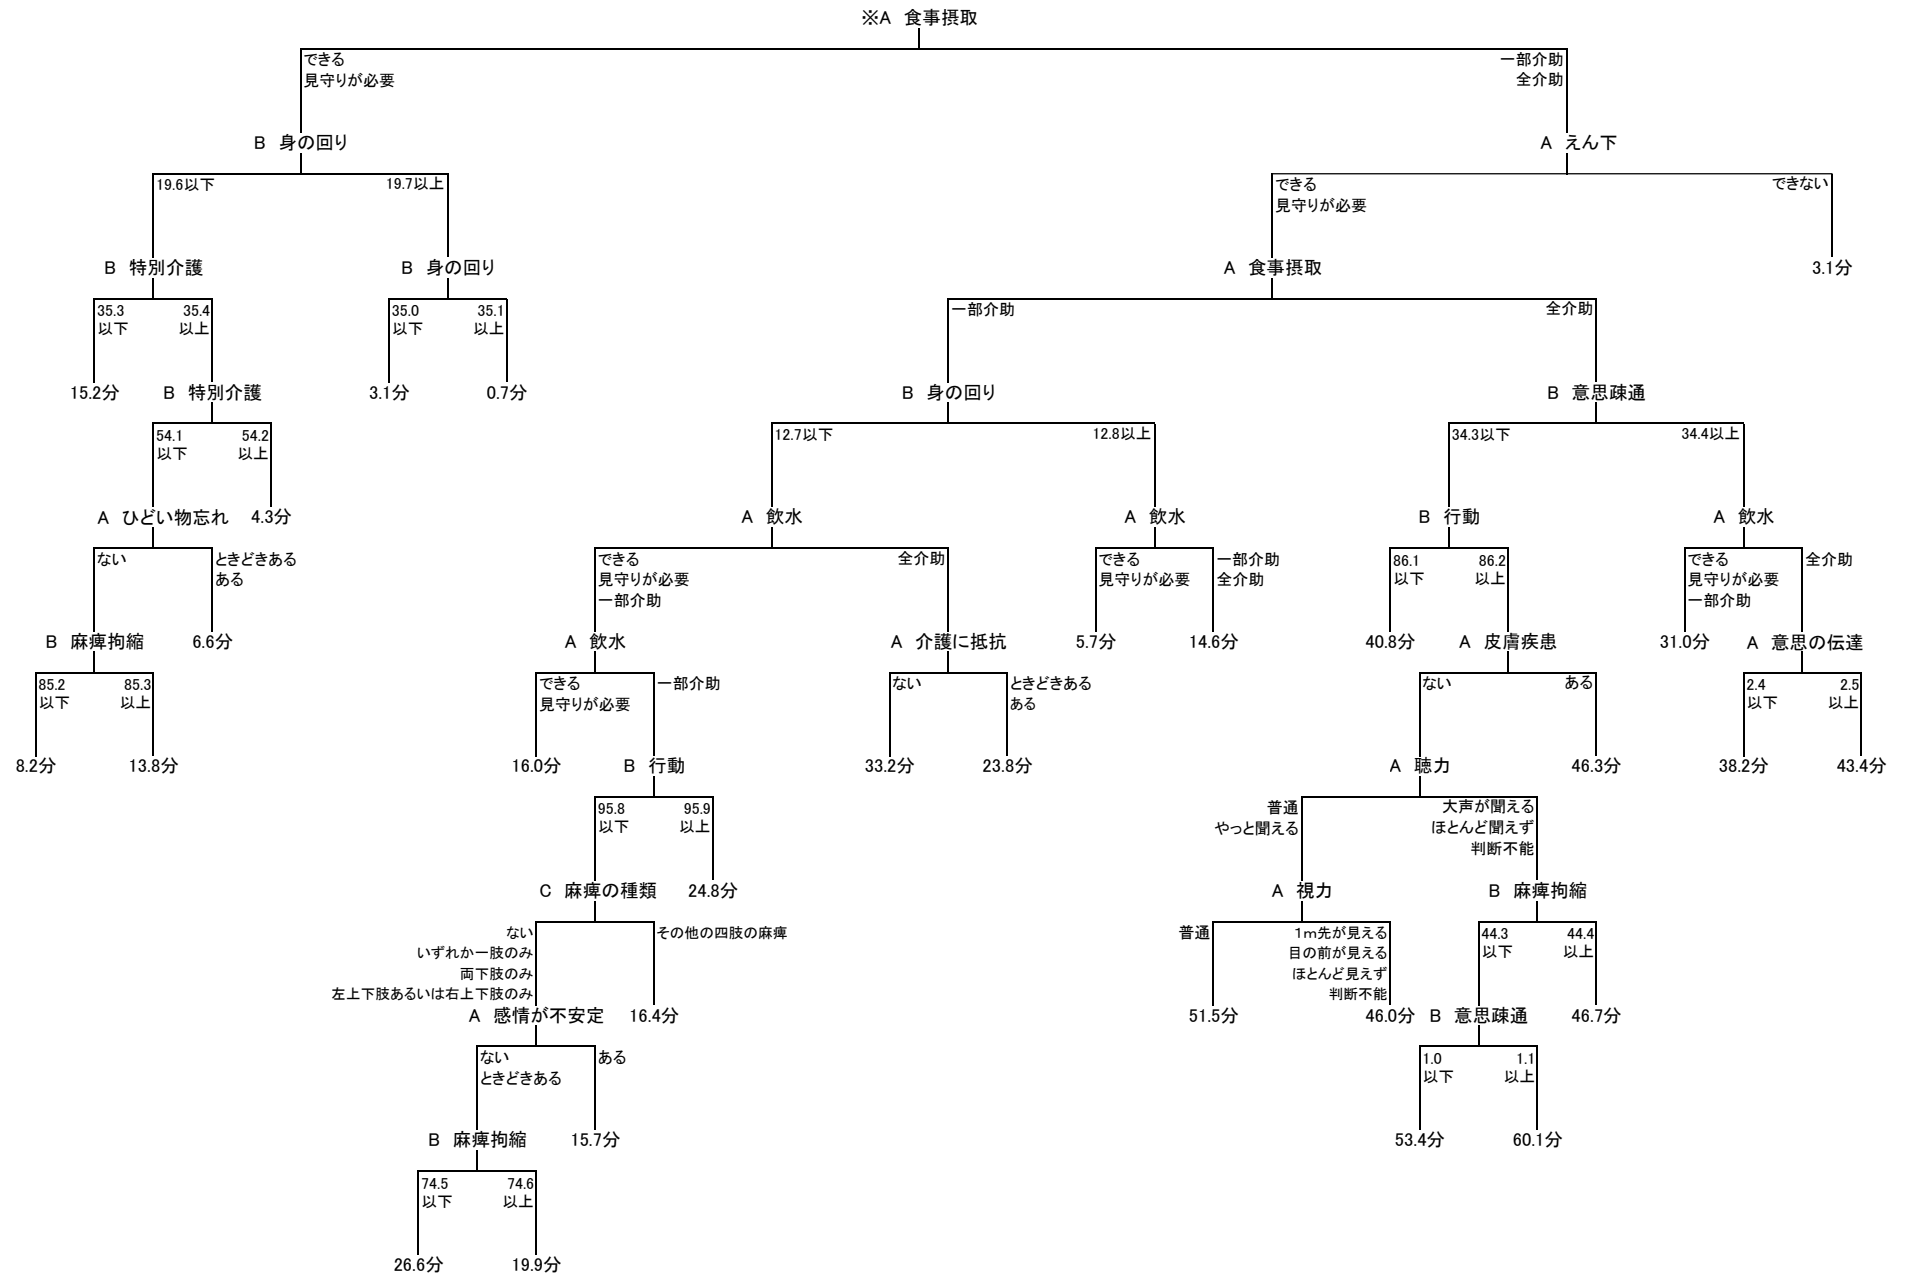 ※A 食事摂取
できる
見守りが必要
一部介助
全介助
B 身の回り
A えん下
19.6以下
19.7以上
できる
見守りが必要
できない
B 特別介護
B 身の回り
A 食事摂取
3.1分
35.3
以下
35.4
以上
35.0
以下
35.1
以上
一部介助
全介助
15.2分
B 特別介護
3.1分
0.7分
B 身の回り
B 意思疎通
54.1
以下
54.2
以上
12.7以下
12.8以上
34.3以下
34.4以上
A ひどい物忘れ
4.3分
A 飲水
A 飲水
B 行動
A 飲水
ない
ときどきある
ある
できる
見守りが必要
一部介助
全介助
できる
見守りが必要
一部介助
全介助
86.1
以下
86.2
以上
できる
見守りが必要
一部介助
全介助
B 麻痺拘縮
6.6分
A 飲水
A 介護に抵抗
5.7分
14.6分
40.8分
A 皮膚疾患
31.0分
A 意思の伝達
85.2
以下
85.3
以上
できる
見守りが必要
一部介助
ない
ときどきある
ある
ない
ある
2.4
以下
2.5
以上
8.2分
13.8分
16.0分
B 行動
33.2分
23.8分
A 聴力
46.3分
38.2分
43.4分
95.8
以下
95.9
以上
普通
やっと聞える
大声が聞える
ほとんど聞えず
判断不能
C 麻痺の種類
24.8分
A 視力
B 麻痺拘縮
ない
いずれか一肢のみ
両下肢のみ
左上下肢あるいは右上下肢のみ
その他の四肢の麻痺
普通
1m先が見える
目の前が見える
ほとんど見えず
判断不能
44.3
以下
44.4
以上
A 感情が不安定
16.4分
51.5分
46.0分
B 意思疎通
46.7分
ない
ときどきある
ある
1.0
以下
1.1
以上
B 麻痺拘縮
15.7分
53.4分
60.1分
74.5
以下
74.6
以上
26.6分
19.9分